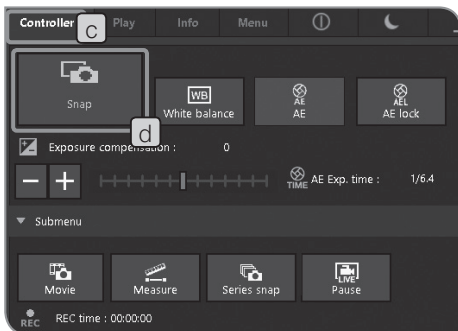 Controller c Play Info Menu
Snap
WB
White balance
AE
AE
AEL
AE lock
d
Exposure compensation : 0
TIME AE Exp. time : 1/6.4
Submenu
Movie
Measure
Series snap
LIVE
Pause
REC REC time : 00:00:00